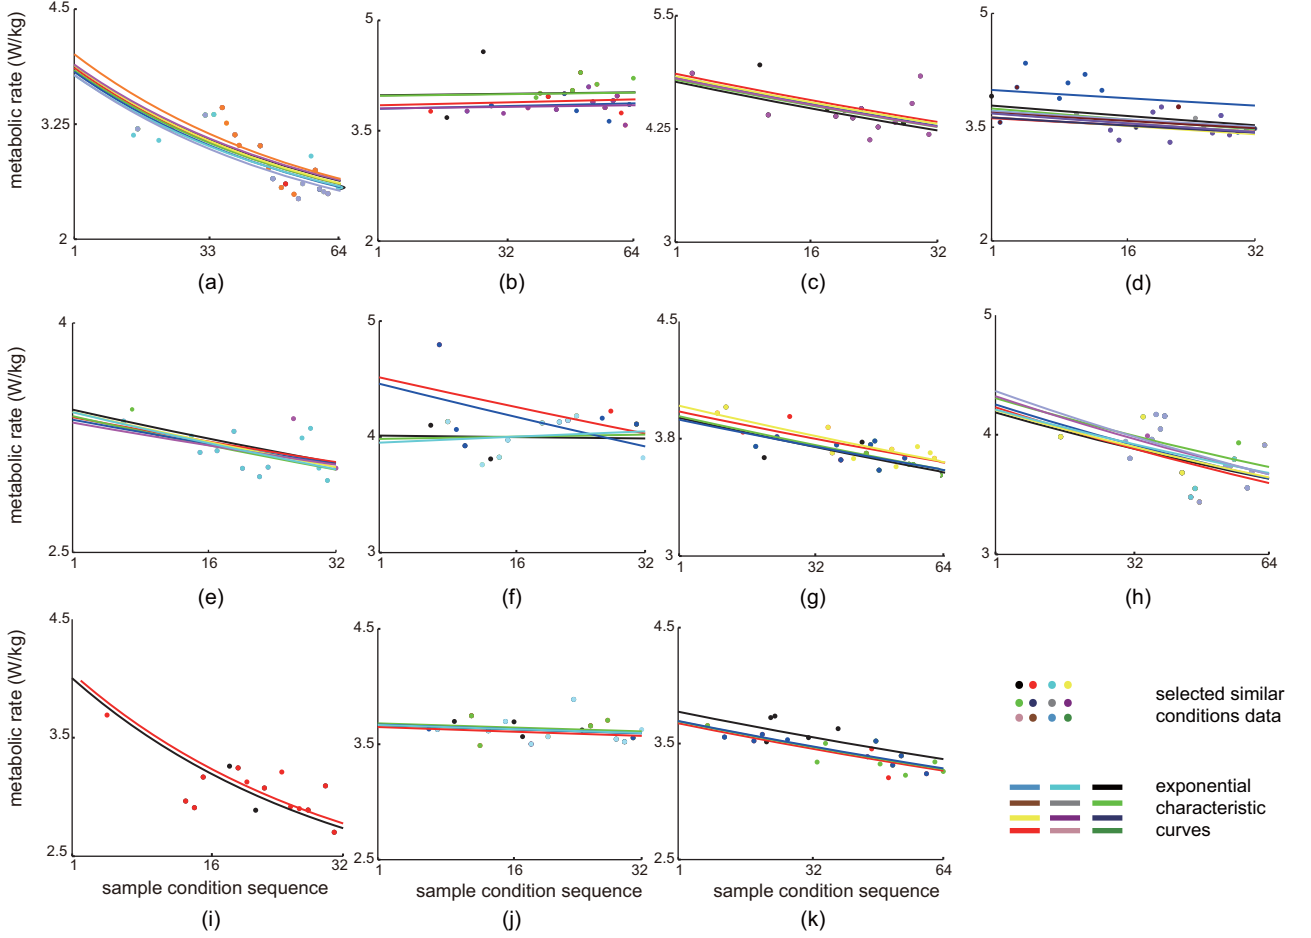 metabolic rate (W/kg)
4.5
3.25
2
1
33
64
(a)
5
3.5
2
1
32
64
(b)
5.5
4.25
3
1
16
32
(c)
5
3.5
2
1
16
32
(d)
metabolic rate (W/kg)
4
2.5
1
16
32
(e)
5
4
3
1
16
32
(f)
4.5
3.8
3
1
32
64
(g)
5
4
3
1
32
64
(h)
metabolic rate (W/kg)
4.5
3.5
2.5
1
16
32
sample condition sequence
(i)
4.5
3.5
2.5
1
16
32
sample condition sequence
(j)
4.5
3.5
2.5
1
32
64
sample condition sequence
(k)
selected similar
conditions data
exponential
characteristic
curves